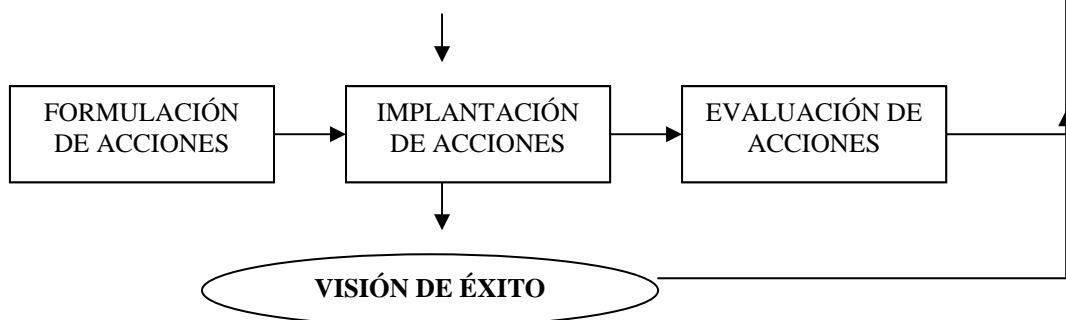 FORMULACIÓN
DE ACCIONES
IMPLANTACIÓN
DE ACCIONES
EVALUACIÓN DE
ACCIONES
VISIÓN DE ÉXITO